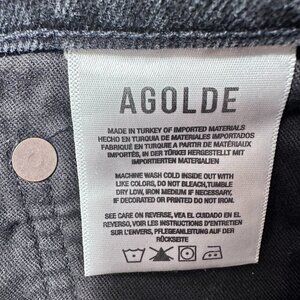 AGOLDE
MADE IN TURKEY OF IMPORTED MATERIALS
HECHO EN TURQUIA DE MATERIALES IMPORTADOS
FABRIQUÉ EN TURQUIE A PARTIR DE MATÉRIAUX
IMPORTÉS, IN DER TÜRKEI HERGESTELLT MIT
IMPORTIERTEN MATERIALIEN
MACHINE WASH COLD INSIDE OUT WITH
LIKE COLORS, DO NOT BLEACH, TUMBLE
DRY LOW, IRON MEDIUM IF NECESSARY,
IF DECORATED OR PRINTED DO NOT IRON.
SEE CARE ON REVERSE, VEA EL CUIDADO EN EL
REVERSO, VOIR LES INSTRUCTIONS D'ENTRETIEN
SUR L'ENVERS, PFLEGEANLEITUNG AUF DER
RÜCKSEITE